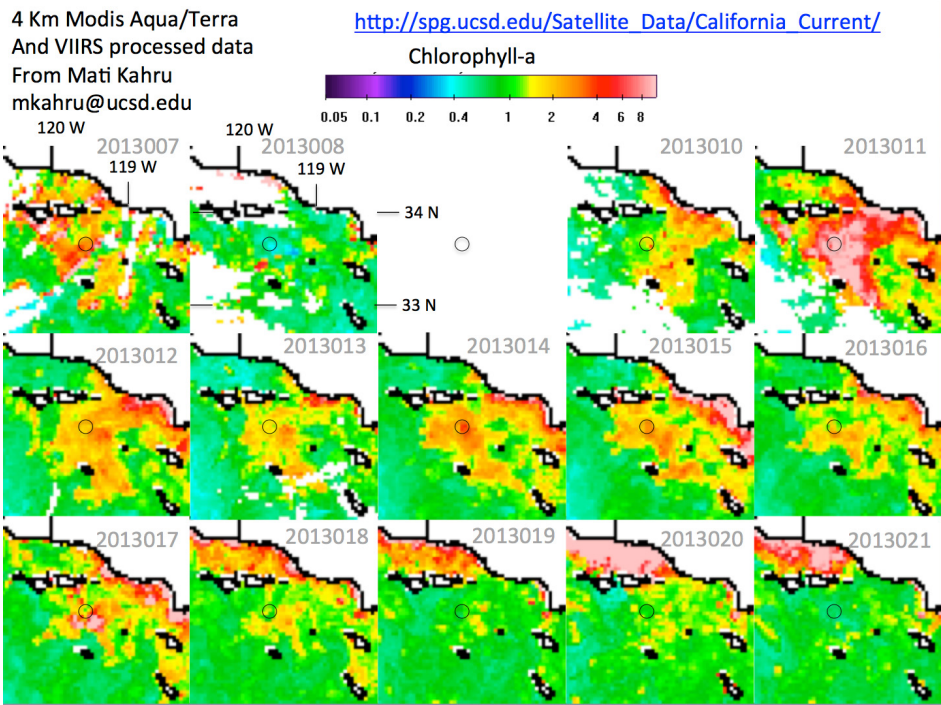 4 Km Modis Aqua/Terra
And VIIRS processed data
From Mati Kahru
mkahru@ucsd.edu
http://spg.ucsd.edu/Satellite_Data/California_Current/
Chlorophyll-a
0.05 0.1 0.2 0.4 1 2 4 6 8
120 W
2013007
119 W
120 W
2013008
119 W
34 N
33 N
2013010
2013011
2013012
2013013
2013014
2013015
2013016
2013017
2013018
2013019
2013020
2013021